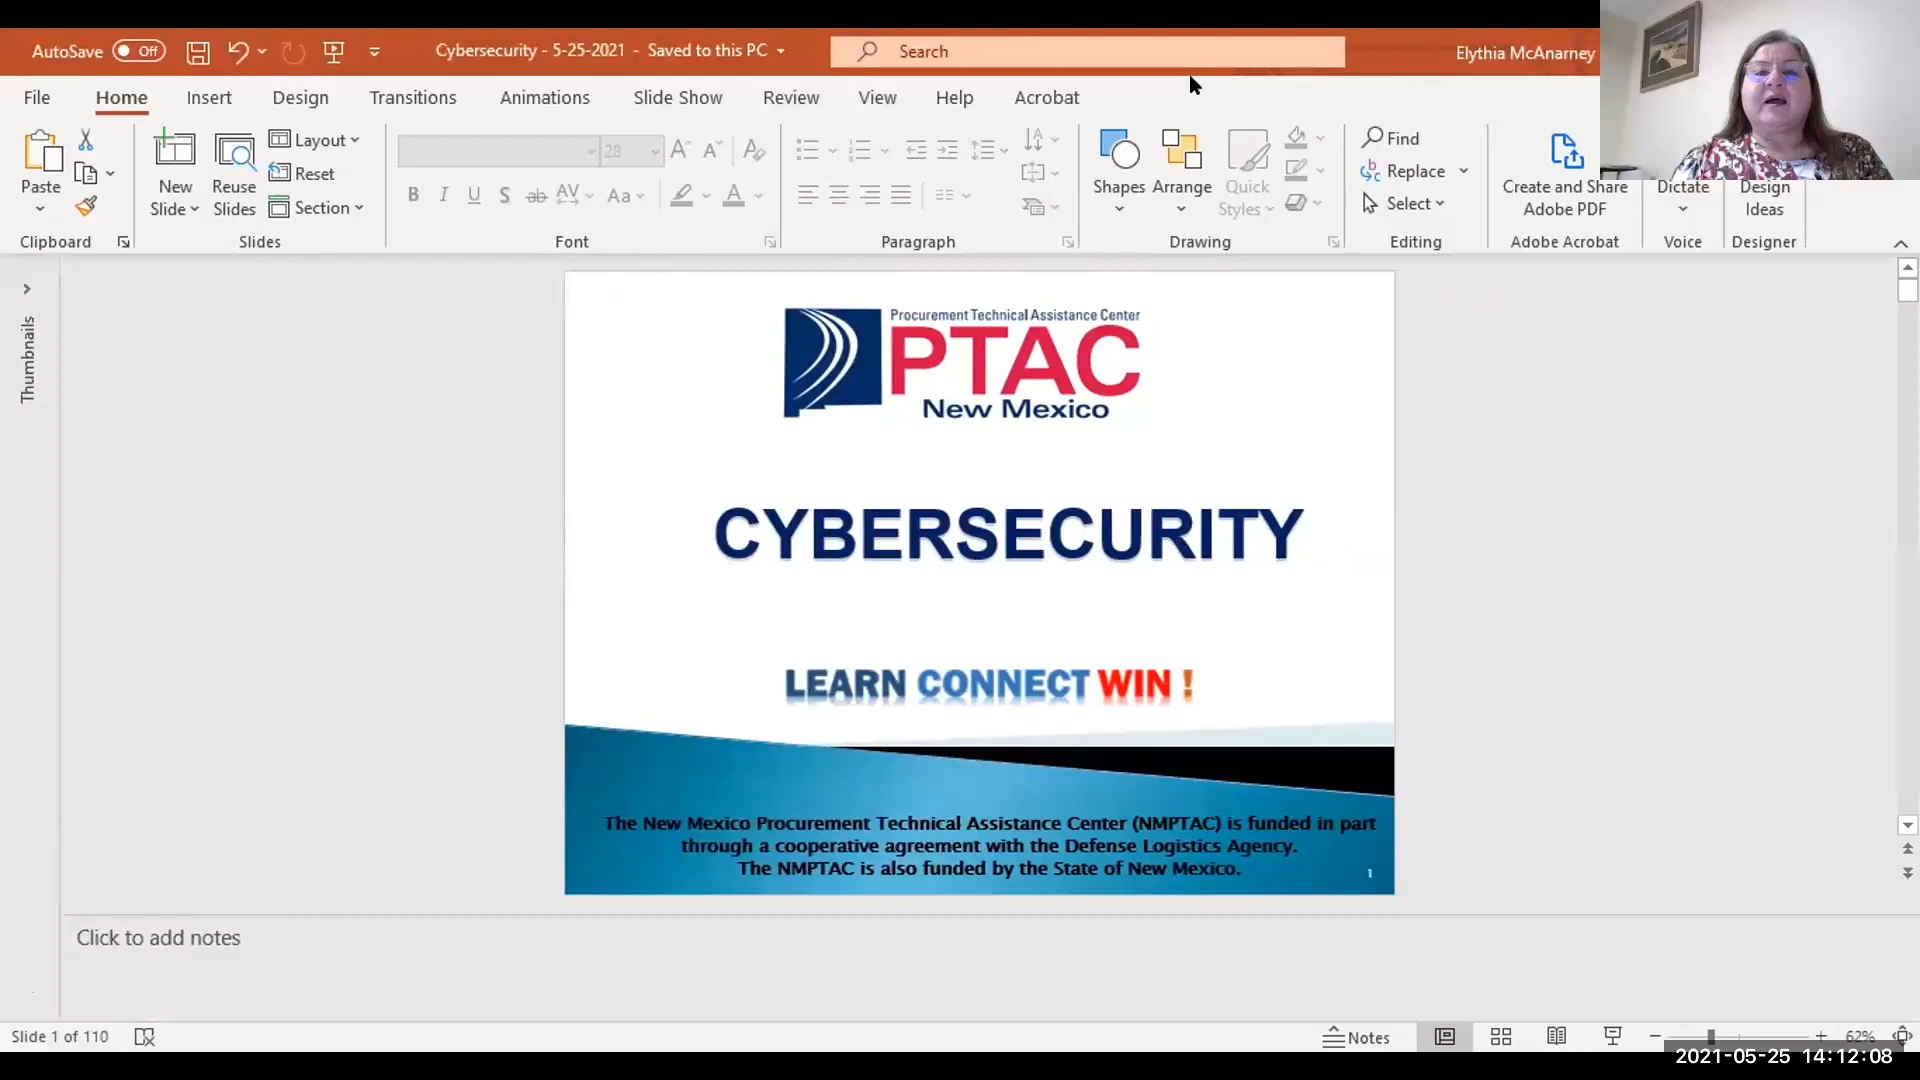 AutoSave Off
Cybersecurity - 5-25-2021 - Saved to this PC
Search
Elythia McAnarney
File Home Insert Design Transitions Animations Slide Show Review View Help Acrobat
Paste
New Slide
Reuse Slides
Layout
Reset
Section
28
B I U S ab AV Aa A
Shapes
Arrange
Quick Styles
Find
Replace
Select
Create and Share Adobe PDF
Dictate
Design Ideas
Clipboard Slides Font Paragraph Drawing Editing Adobe Acrobat Voice Designer
Thumbnails
Procurement Technical Assistance Center
PTAC
New Mexico
CYBERSECURITY
LEARN CONNECT WIN !
The New Mexico Procurement Technical Assistance Center (NMPTAC) is funded in part
through a cooperative agreement with the Defense Logistics Agency.
The NMPTAC is also funded by the State of New Mexico.
1
Click to add notes
Slide 1 of 110
Notes
62%
2021-05-25 14:12:08